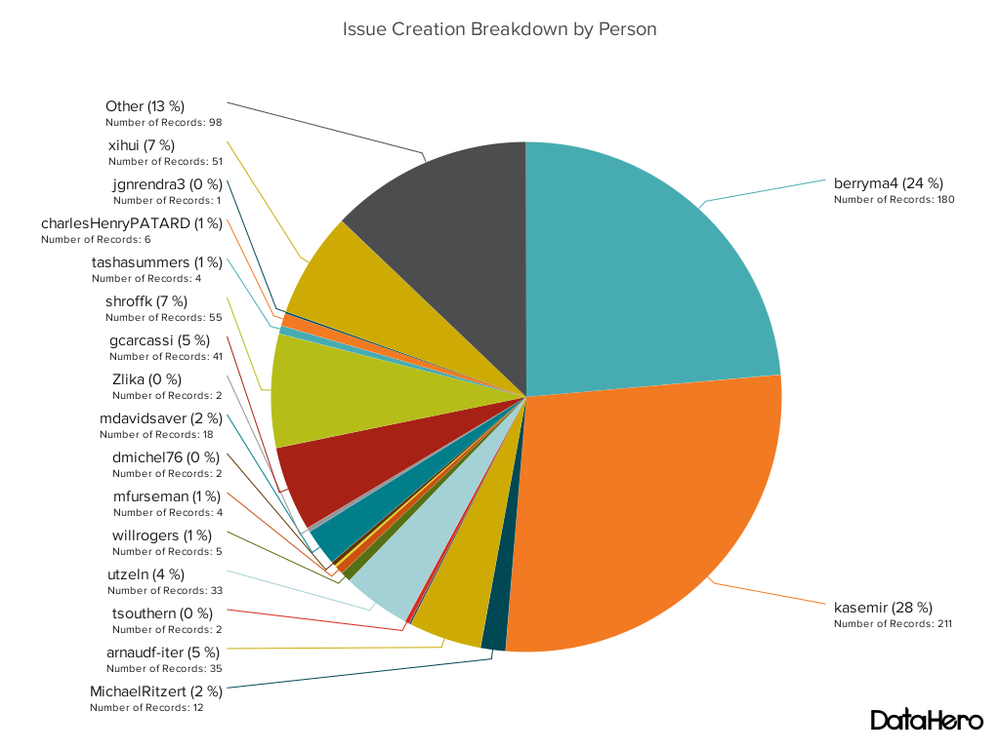 Issue Creation Breakdown by Person
Other (13 %)
Number of Records: 98
xihui (7 %)
Number of Records: 51
jgnrendra3 (0 %)
Number of Records: 1
charlesHenryPATARD (1 %)
Number of Records: 6
tashasummers (1 %)
Number of Records: 4
shroffk (7 %)
Number of Records: 55
gcarcassi (5 %)
Number of Records: 41
Zlika (0 %)
Number of Records: 2
mdavidsaver (2 %)
Number of Records: 18
dmichel76 (0 %)
Number of Records: 2
mfurseman (1 %)
Number of Records: 4
willrogers (1 %)
Number of Records: 5
utzeln (4 %)
Number of Records: 33
tsouthern (0 %)
Number of Records: 2
arnaudf-iter (5 %)
Number of Records: 35
MichaelRitzert (2 %)
Number of Records: 12
berryma4 (24 %)
Number of Records: 180
kasemir (28 %)
Number of Records: 211
DataHero